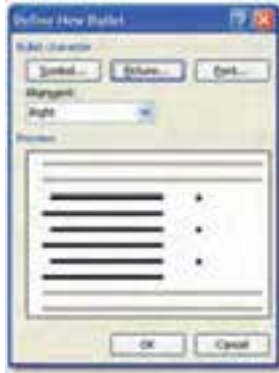 Define New Bullet
Bullet character
Symbol... Picture... Font...
Alignment:
Right
Preview
OK Cancel